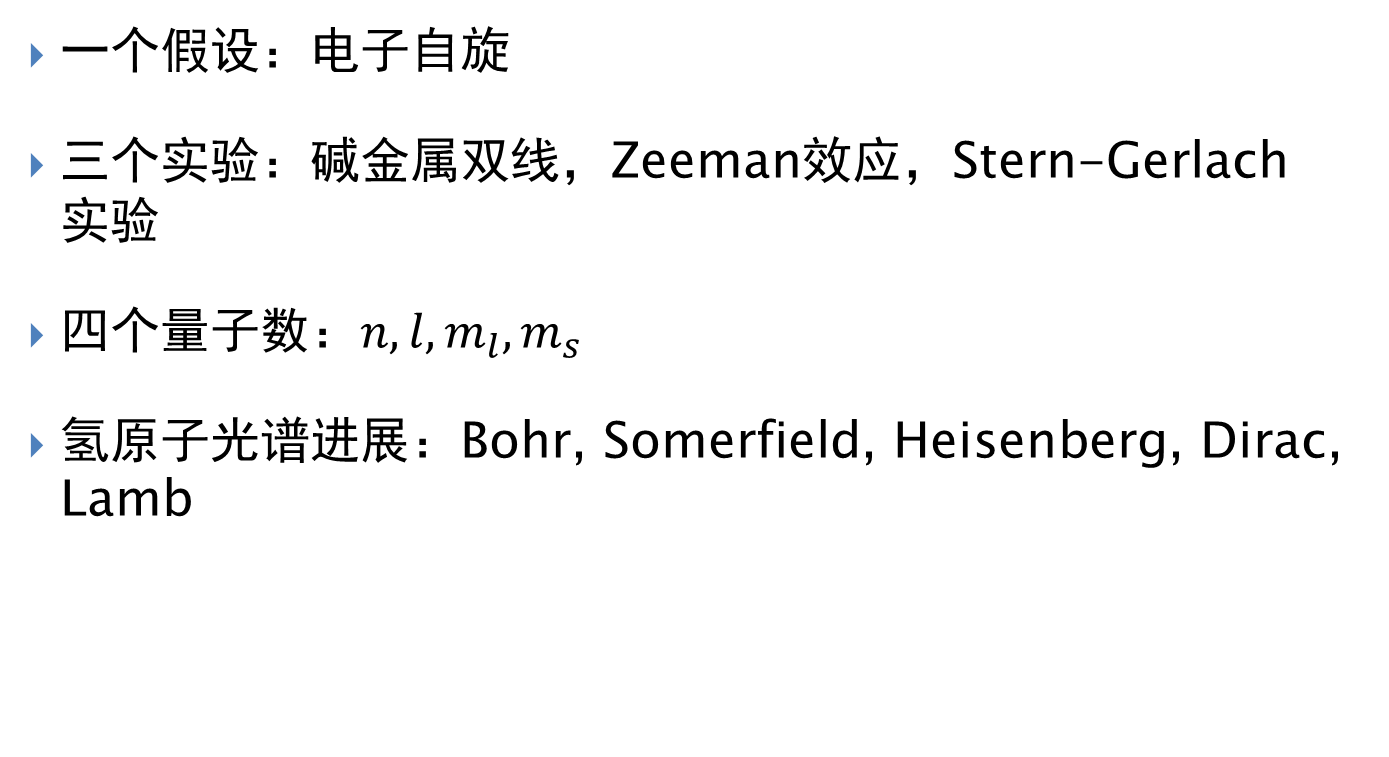 一个假设：电子自旋
三个实验：碱金属双线，Zeeman效应，Stern-Gerlach
实验
四个量子数：n, l, mₗ, mₛ
氢原子光谱进展：Bohr, Somerfield, Heisenberg, Dirac,
Lamb